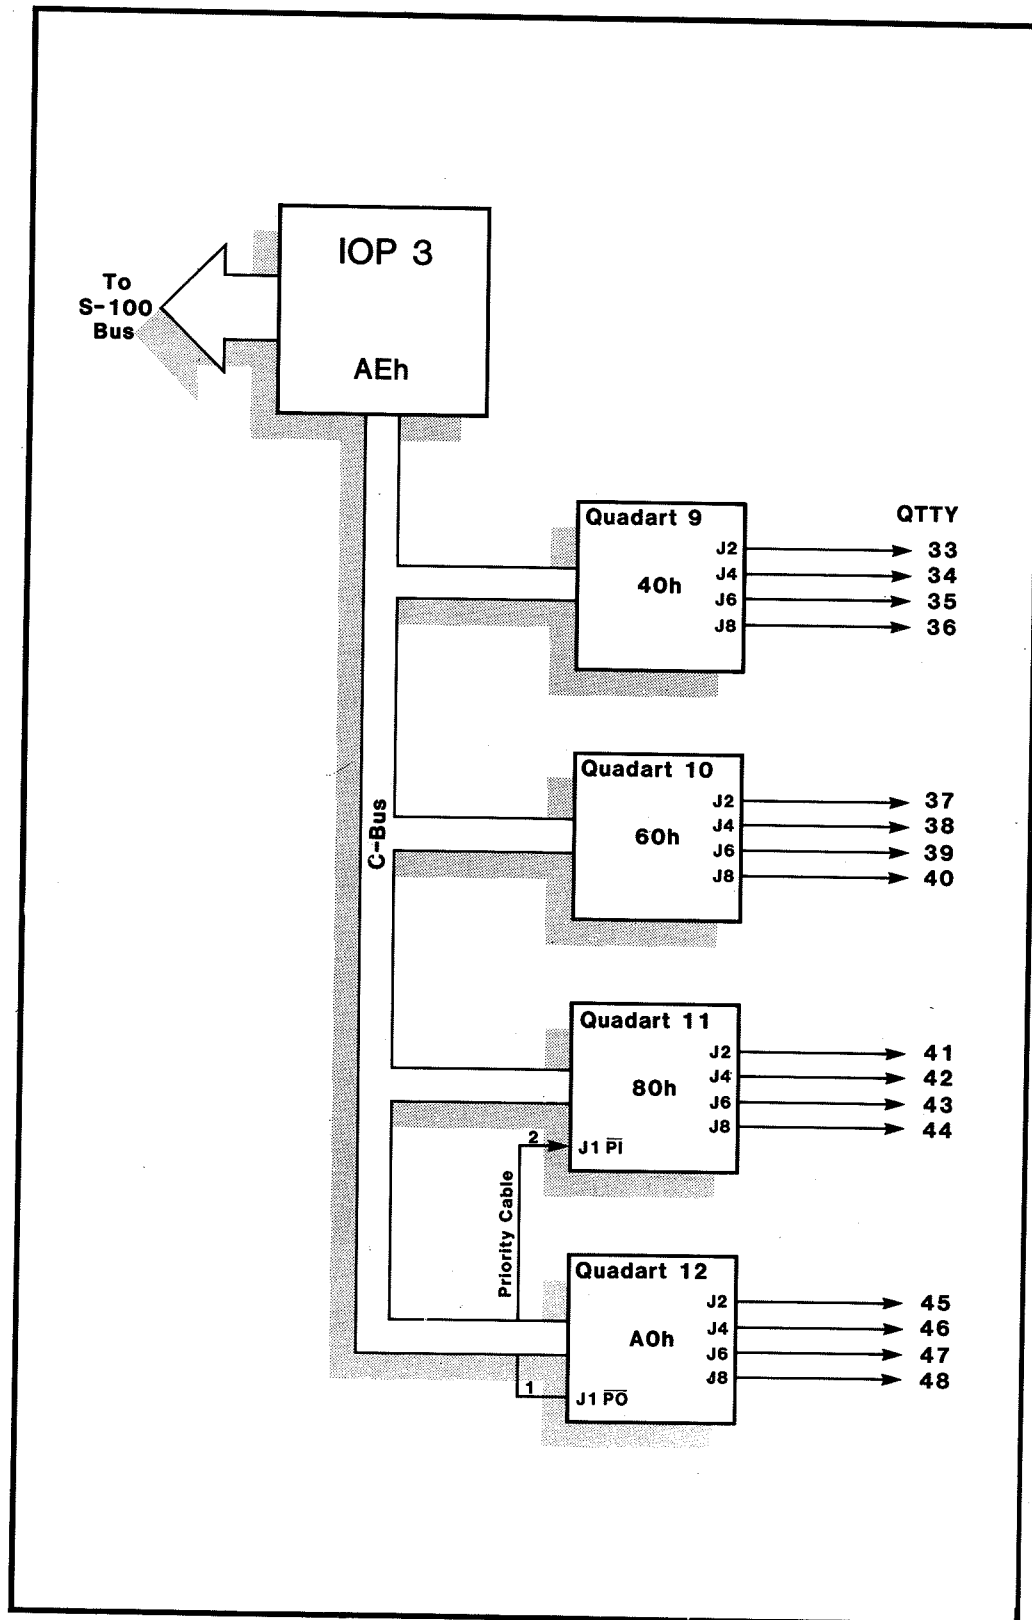 IOP 3
To
S-100
Bus
AEh
Quadart 9
QTTY
J2
33
J4
34
40h
J6
35
J8
36
Quadart 10
J2
37
J4
38
60h
J6
39
J8
40
C-Bus
Quadart 11
J2
41
J4
42
80h
J6
43
J8
44
2
J1 P̅I̅
Priority Cable
Quadart 12
J2
45
J4
46
A0h
J6
47
J8
48
1
J1 P̅O̅